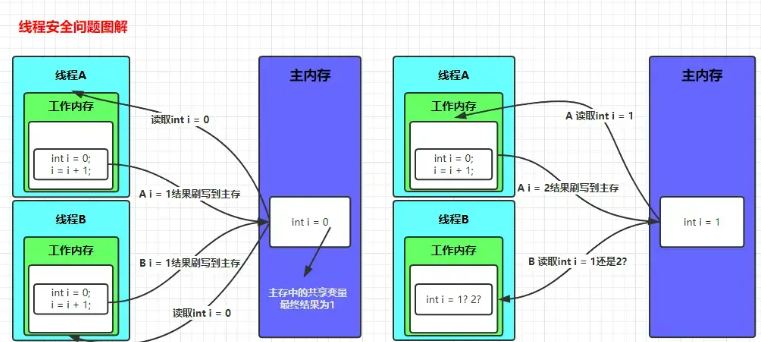 线程安全问题图解
线程A
工作内存
int i = 0;
i = i + 1;
读取int i = 0
A i = 1结果刷写到主存
线程B
工作内存
int i = 0;
i = i + 1;
B i = 1结果刷写到主存
读取int i = 0
主内存
int i = 0
主存中的共享变量
最终结果为1
线程A
工作内存
int i = 0;
i = i + 1;
A 读取int i = 1
A i = 2结果刷写到主存
线程B
工作内存
int i = 1? 2?
B 读取int i = 1还是2?
主内存
int i = 1